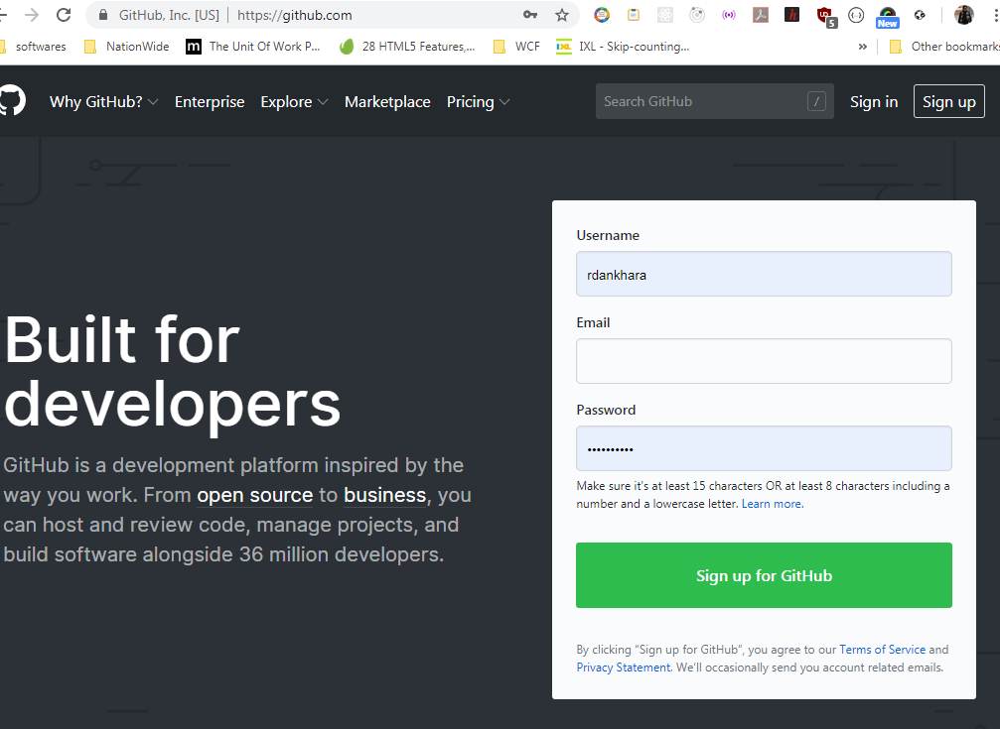 GitHub, Inc. [US] | https://github.com
5
New
softwares
NationWide
m The Unit Of Work P...
28 HTML5 Features,...
WCF
IXL IXL - Skip-counting...
»
Other bookmarks
Why GitHub?
Enterprise
Explore
Marketplace
Pricing
Search GitHub
/
Sign in
Sign up
Built for
developers
GitHub is a development platform inspired by the
way you work. From open source to business, you
can host and review code, manage projects, and
build software alongside 36 million developers.
Username
rdankhara
Email
Password
••••••••••
Make sure it's at least 15 characters OR at least 8 characters including a
number and a lowercase letter. Learn more.
Sign up for GitHub
By clicking “Sign up for GitHub”, you agree to our Terms of Service and
Privacy Statement. We’ll occasionally send you account related emails.